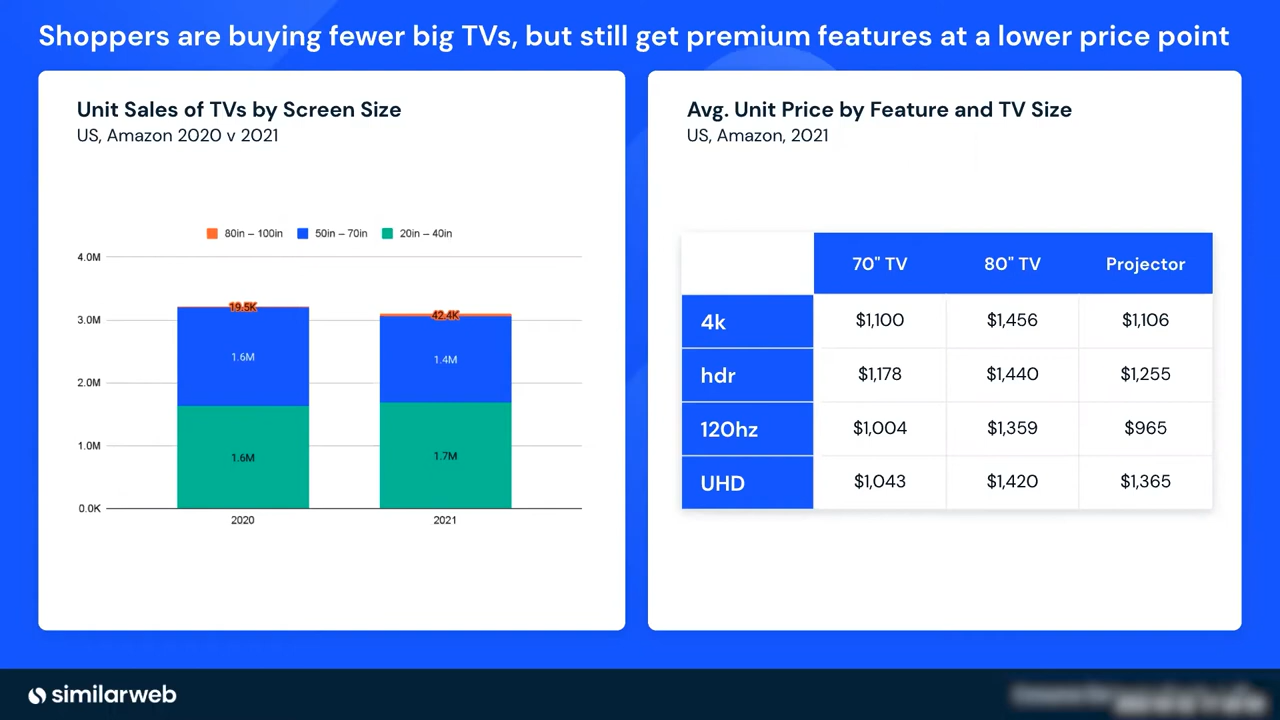 Shoppers are buying fewer big TVs, but still get premium features at a lower price point
Unit Sales of TVs by Screen Size
US, Amazon 2020 v 2021
80in – 100in 50in – 70in 20in – 40in
4.0M
3.0M
2.0M
1.0M
0.0K
19.5K
1.6M
1.6M
42.4K
1.4M
1.7M
2020
2021
Avg. Unit Price by Feature and TV Size
US, Amazon, 2021
70" TV 80" TV Projector
4k $1,100 $1,456 $1,106
hdr $1,178 $1,440 $1,255
120hz $1,004 $1,359 $965
UHD $1,043 $1,420 $1,365
similarweb